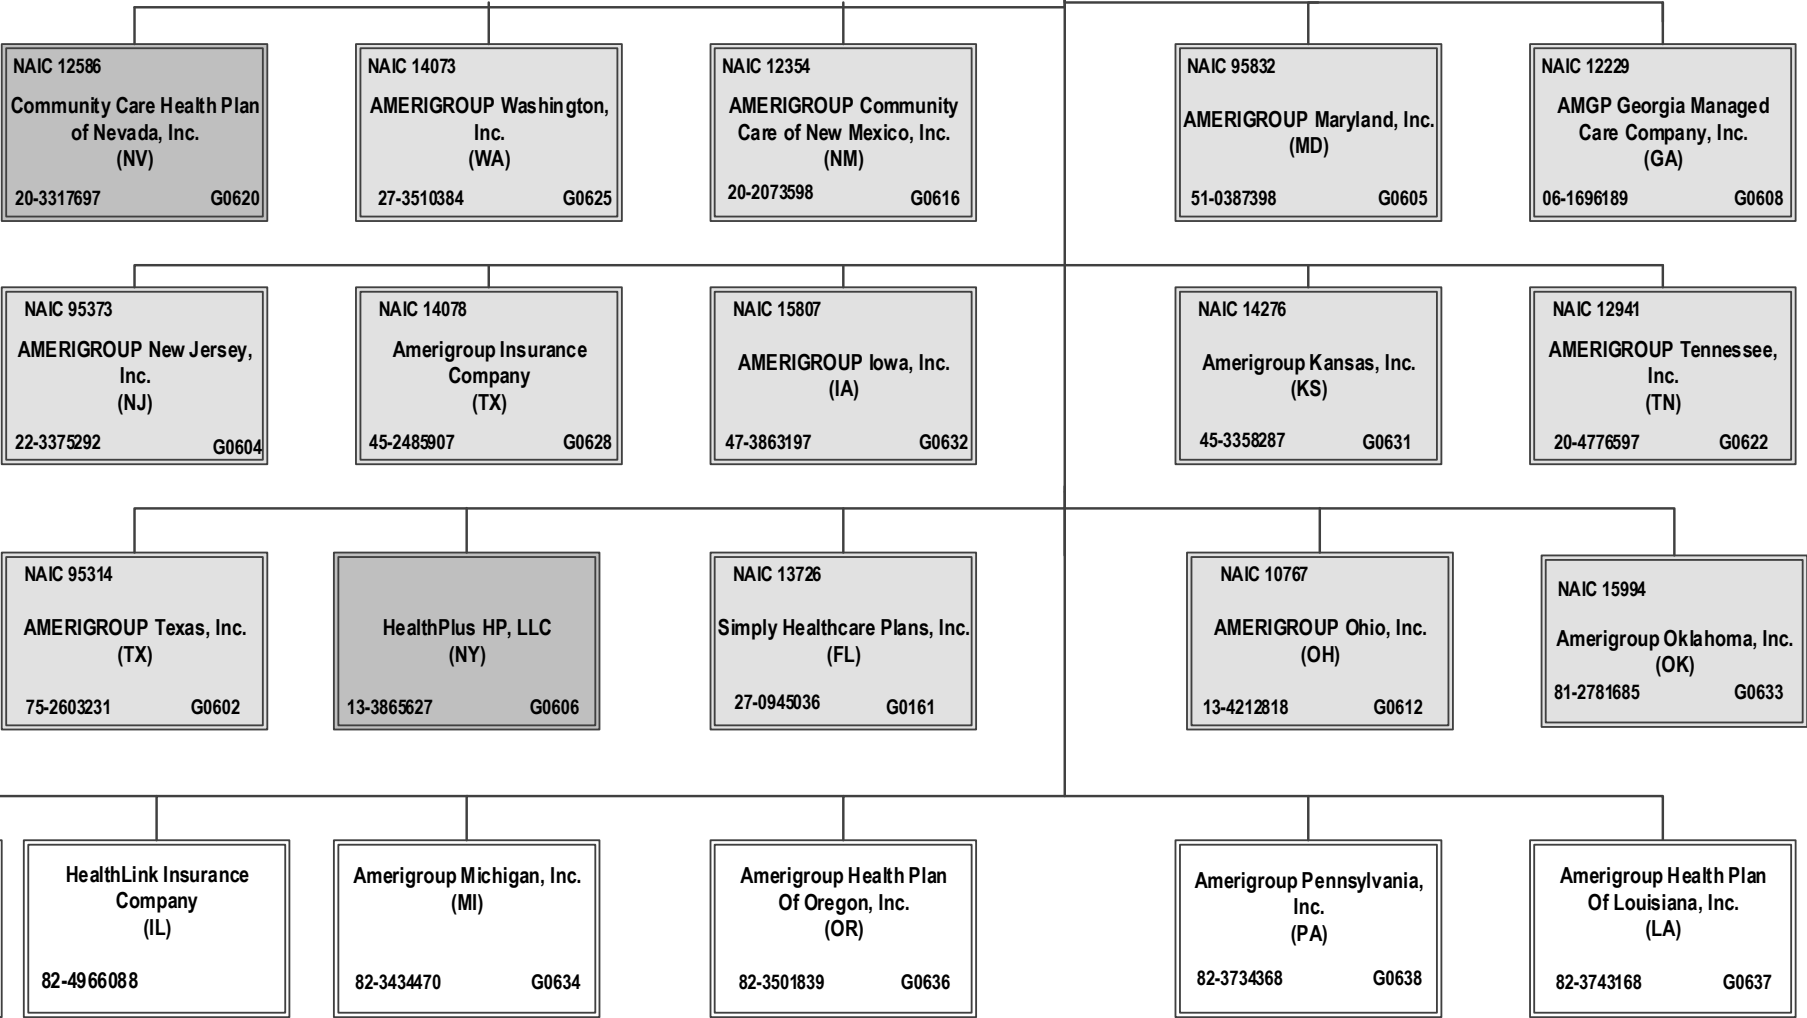 NAIC 12586
Community Care Health Plan
of Nevada, Inc.
(NV)
20-3317697 G0620
NAIC 14073
AMERIGROUP Washington,
Inc.
(WA)
27-3510384 G0625
NAIC 12354
AMERIGROUP Community
Care of New Mexico, Inc.
(NM)
20-2073598 G0616
NAIC 95832
AMERIGROUP Maryland, Inc.
(MD)
51-0387398 G0605
NAIC 12229
AMGP Georgia Managed
Care Company, Inc.
(GA)
06-1696189 G0608
NAIC 95373
AMERIGROUP New Jersey,
Inc.
(NJ)
22-3375292 G0604
NAIC 14078
Amerigroup Insurance
Company
(TX)
45-2485907 G0628
NAIC 15807
AMERIGROUP Iowa, Inc.
(IA)
47-3863197 G0632
NAIC 14276
Amerigroup Kansas, Inc.
(KS)
45-3358287 G0631
NAIC 12941
AMERIGROUP Tennessee,
Inc.
(TN)
20-4776597 G0622
NAIC 95314
AMERIGROUP Texas, Inc.
(TX)
75-2603231 G0602
HealthPlus HP, LLC
(NY)
13-3865627 G0606
NAIC 13726
Simply Healthcare Plans, Inc.
(FL)
27-0945036 G0161
NAIC 10767
AMERIGROUP Ohio, Inc.
(OH)
13-4212818 G0612
NAIC 15994
Amerigroup Oklahoma, Inc.
(OK)
81-2781685 G0633
HealthLink Insurance
Company
(IL)
82-4966088
Amerigroup Michigan, Inc.
(MI)
82-3434470 G0634
Amerigroup Health Plan
Of Oregon, Inc.
(OR)
82-3501839 G0636
Amerigroup Pennsylvania,
Inc.
(PA)
82-3734368 G0638
Amerigroup Health Plan
Of Louisiana, Inc.
(LA)
82-3743168 G0637